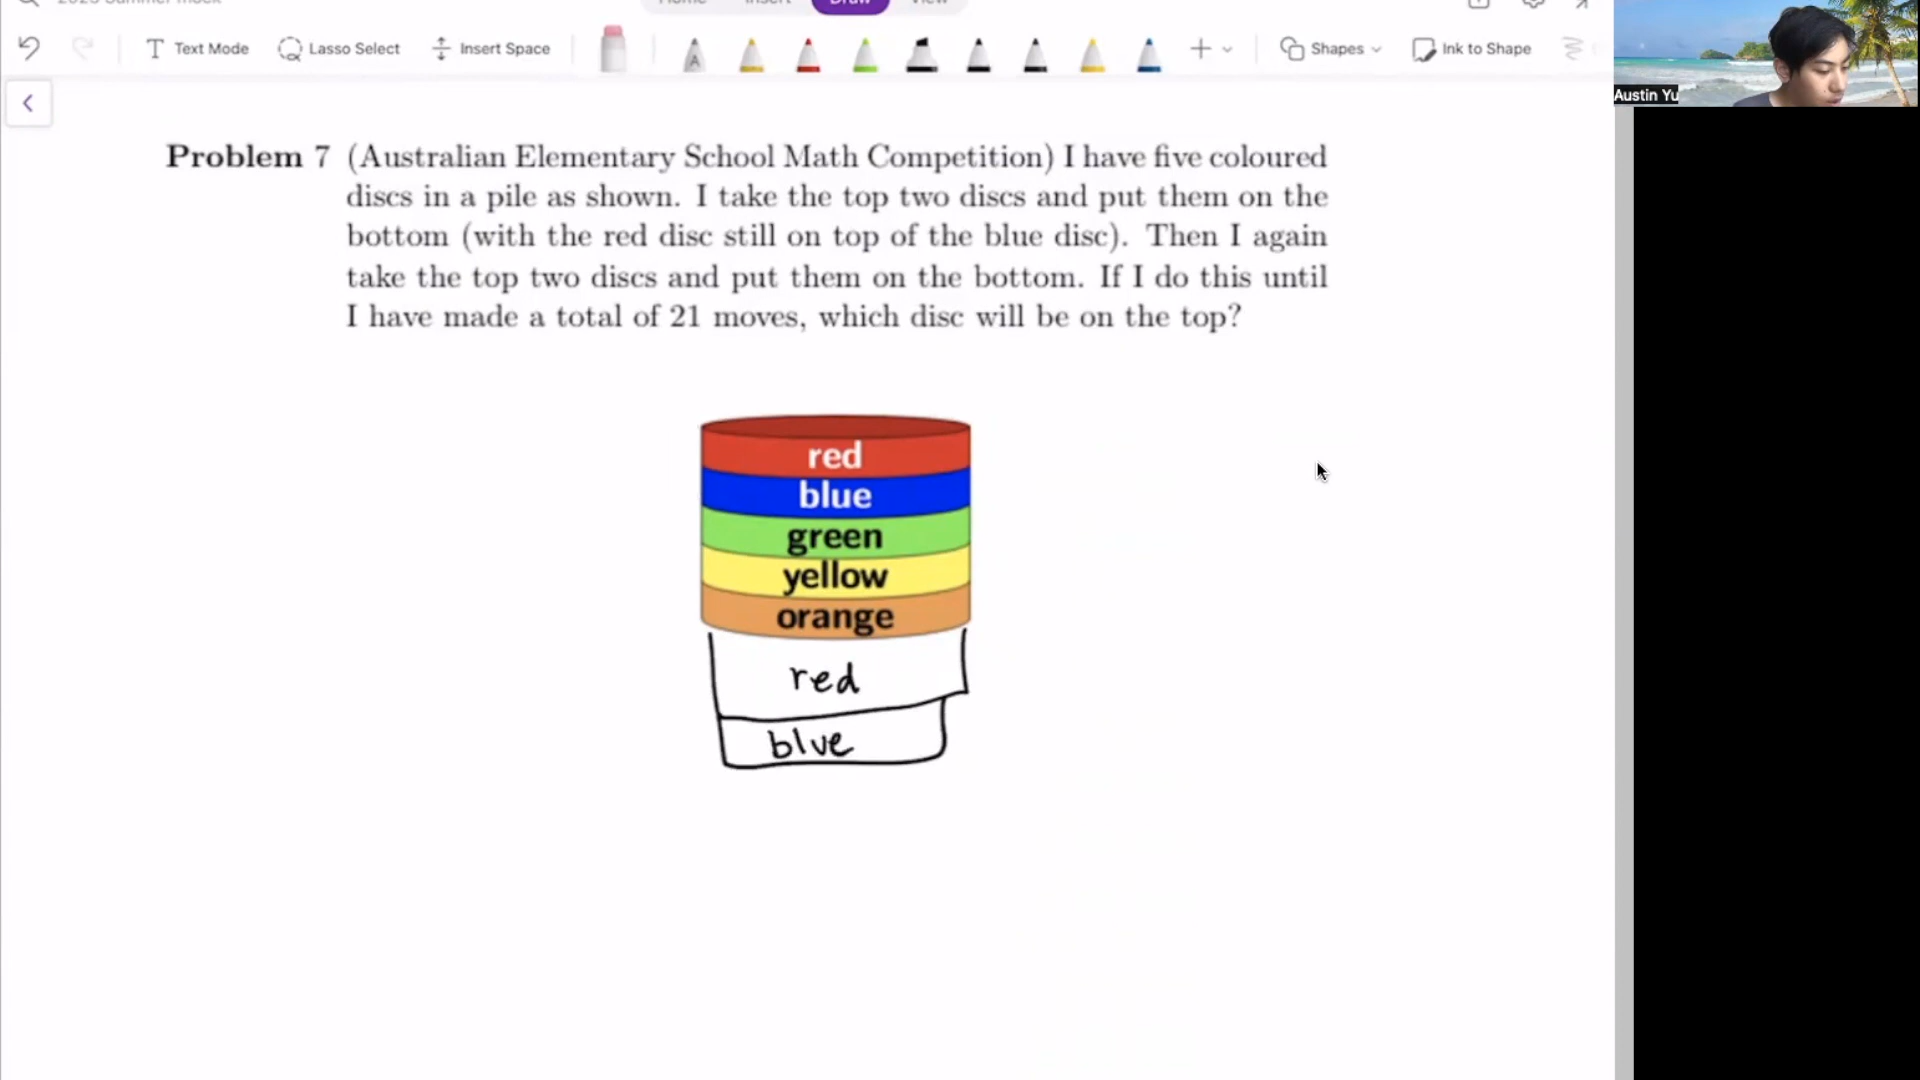 Text Mode
Lasso Select
Insert Space
Shapes
Ink to Shape
Austin Yu
Problem 7 (Australian Elementary School Math Competition) I have five coloured
discs in a pile as shown. I take the top two discs and put them on the
bottom (with the red disc still on top of the blue disc). Then I again
take the top two discs and put them on the bottom. If I do this until
I have made a total of 21 moves, which disc will be on the top?
red
blue
green
yellow
orange
red
blue